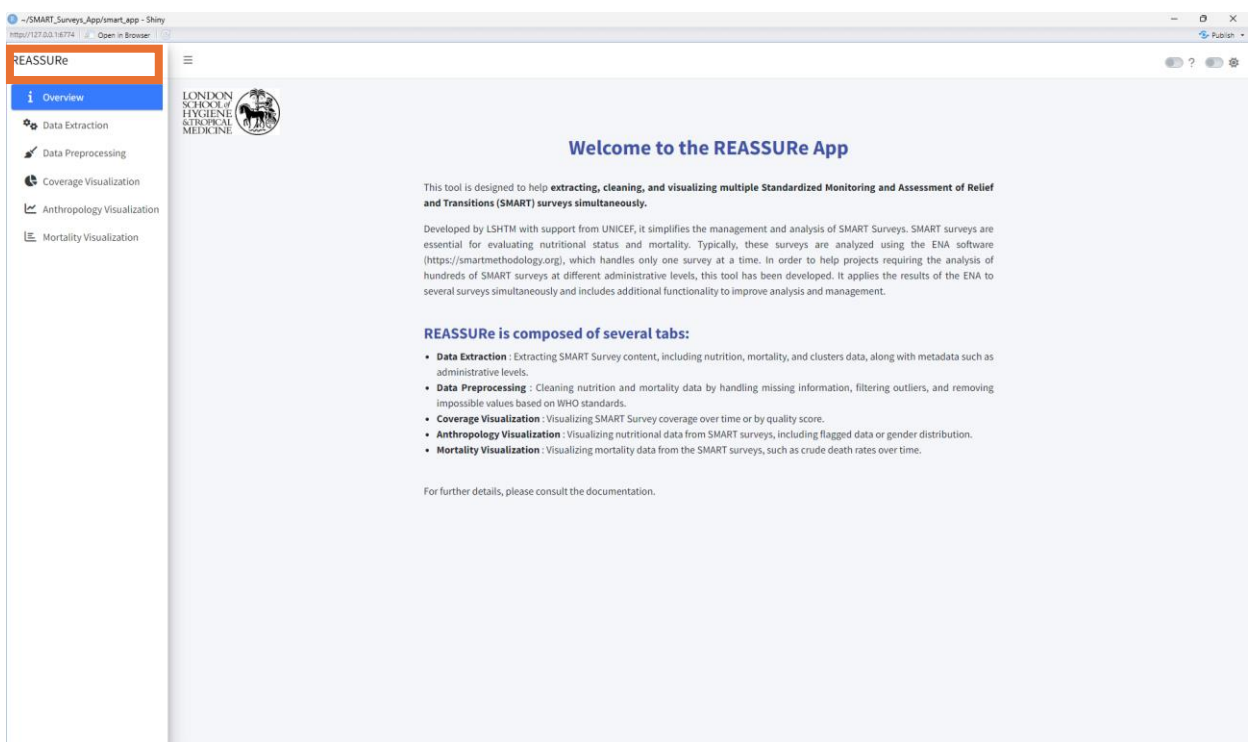 ~/SMART_Surveys_App/smart_app - Shiny
http://127.0.0.1:6774 Open in Browser
Publish
REASSURe
?
Overview
Data Extraction
Data Preprocessing
Coverage Visualization
Anthropology Visualization
Mortality Visualization
LONDON
SCHOOL of
HYGIENE
&TROPICAL
MEDICINE
Welcome to the REASSURe App
This tool is designed to help extracting, cleaning, and visualizing multiple Standardized Monitoring and Assessment of Relief
and Transitions (SMART) surveys simultaneously.
Developed by LSHTM with support from UNICEF, it simplifies the management and analysis of SMART Surveys. SMART surveys are
essential for evaluating nutritional status and mortality. Typically, these surveys are analyzed using the ENA software
(https://smartmethodology.org), which handles only one survey at a time. In order to help projects requiring the analysis of
hundreds of SMART surveys at different administrative levels, this tool has been developed. It applies the results of the ENA to
several surveys simultaneously and includes additional functionality to improve analysis and management.
REASSURe is composed of several tabs:
• Data Extraction : Extracting SMART Survey content, including nutrition, mortality, and clusters data, along with metadata such as
administrative levels.
• Data Preprocessing : Cleaning nutrition and mortality data by handling missing information, filtering outliers, and removing
impossible values based on WHO standards.
• Coverage Visualization : Visualizing SMART Survey coverage over time or by quality score.
• Anthropology Visualization : Visualizing nutritional data from SMART surveys, including flagged data or gender distribution.
• Mortality Visualization : Visualizing mortality data from the SMART surveys, such as crude death rates over time.
For further details, please consult the documentation.